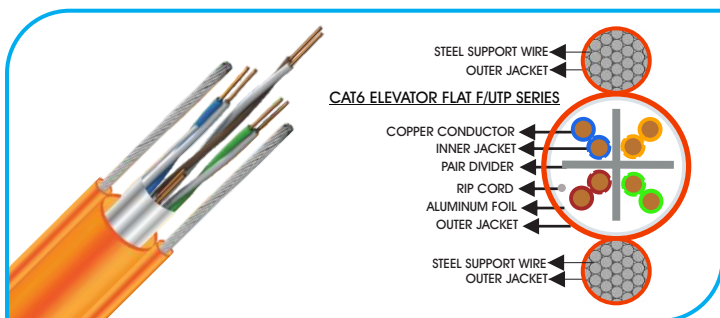 STEEL SUPPORT WIRE
OUTER JACKET
CAT6 ELEVATOR FLAT F/UTP SERIES
COPPER CONDUCTOR
INNER JACKET
PAIR DIVIDER
RIP CORD
ALUMINUM FOIL
OUTER JACKET
STEEL SUPPORT WIRE
OUTER JACKET